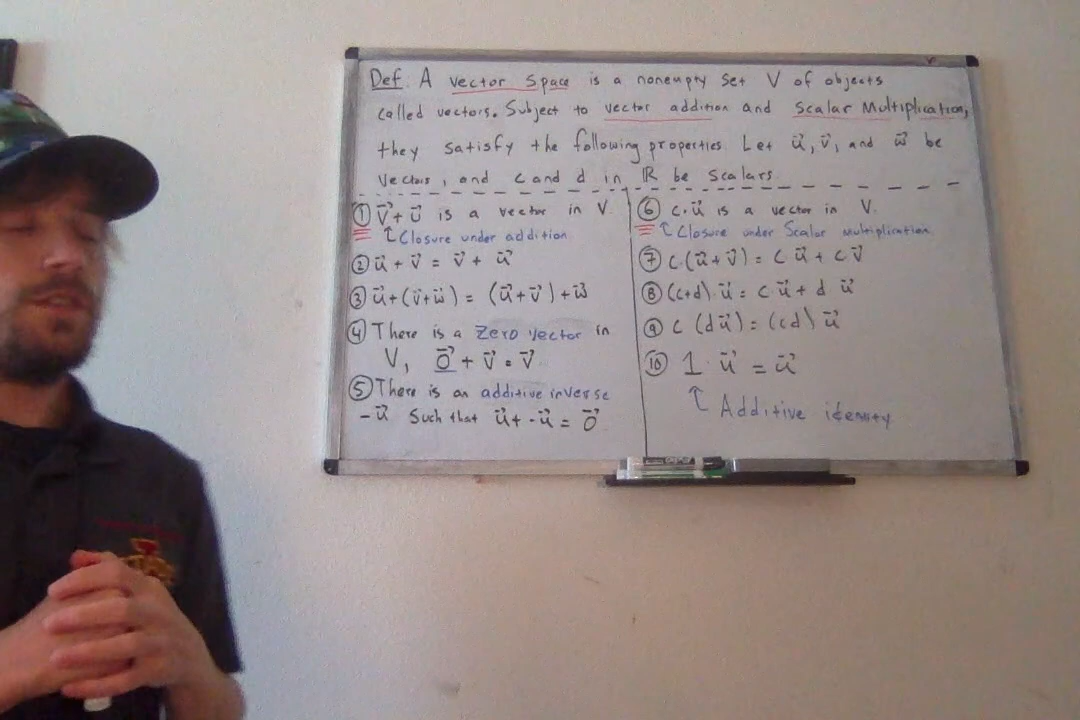 Def: A vector space is a nonempty set V of objects
called vectors. Subject to vector addition and Scalar Multiplication,
they satisfy the following properties. Let u⃗, v⃗, and w⃗ be
vectors, and c and d in ℝ be scalars
① v⃗ + u⃗ is a vector in V.
Closure under addition
② u⃗ + v⃗ = v⃗ + u⃗
③ u⃗ + (v⃗ + w⃗) = (u⃗ + v⃗) + w⃗
④ There is a Zero vector in
V, 0⃗ + v⃗ = v⃗
⑤ There is an additive inverse
-u⃗ Such that u⃗ + -u⃗ = 0⃗
⑥ c·u⃗ is a vector in V.
Closure under Scalar multiplication
⑦ c·(u⃗ + v⃗) = c u⃗ + c v⃗
⑧ (c+d)·u⃗ = c·u⃗ + d u⃗
⑨ c (d u⃗) = (cd) u⃗
⑩ 1·u⃗ = u⃗
Additive idenity